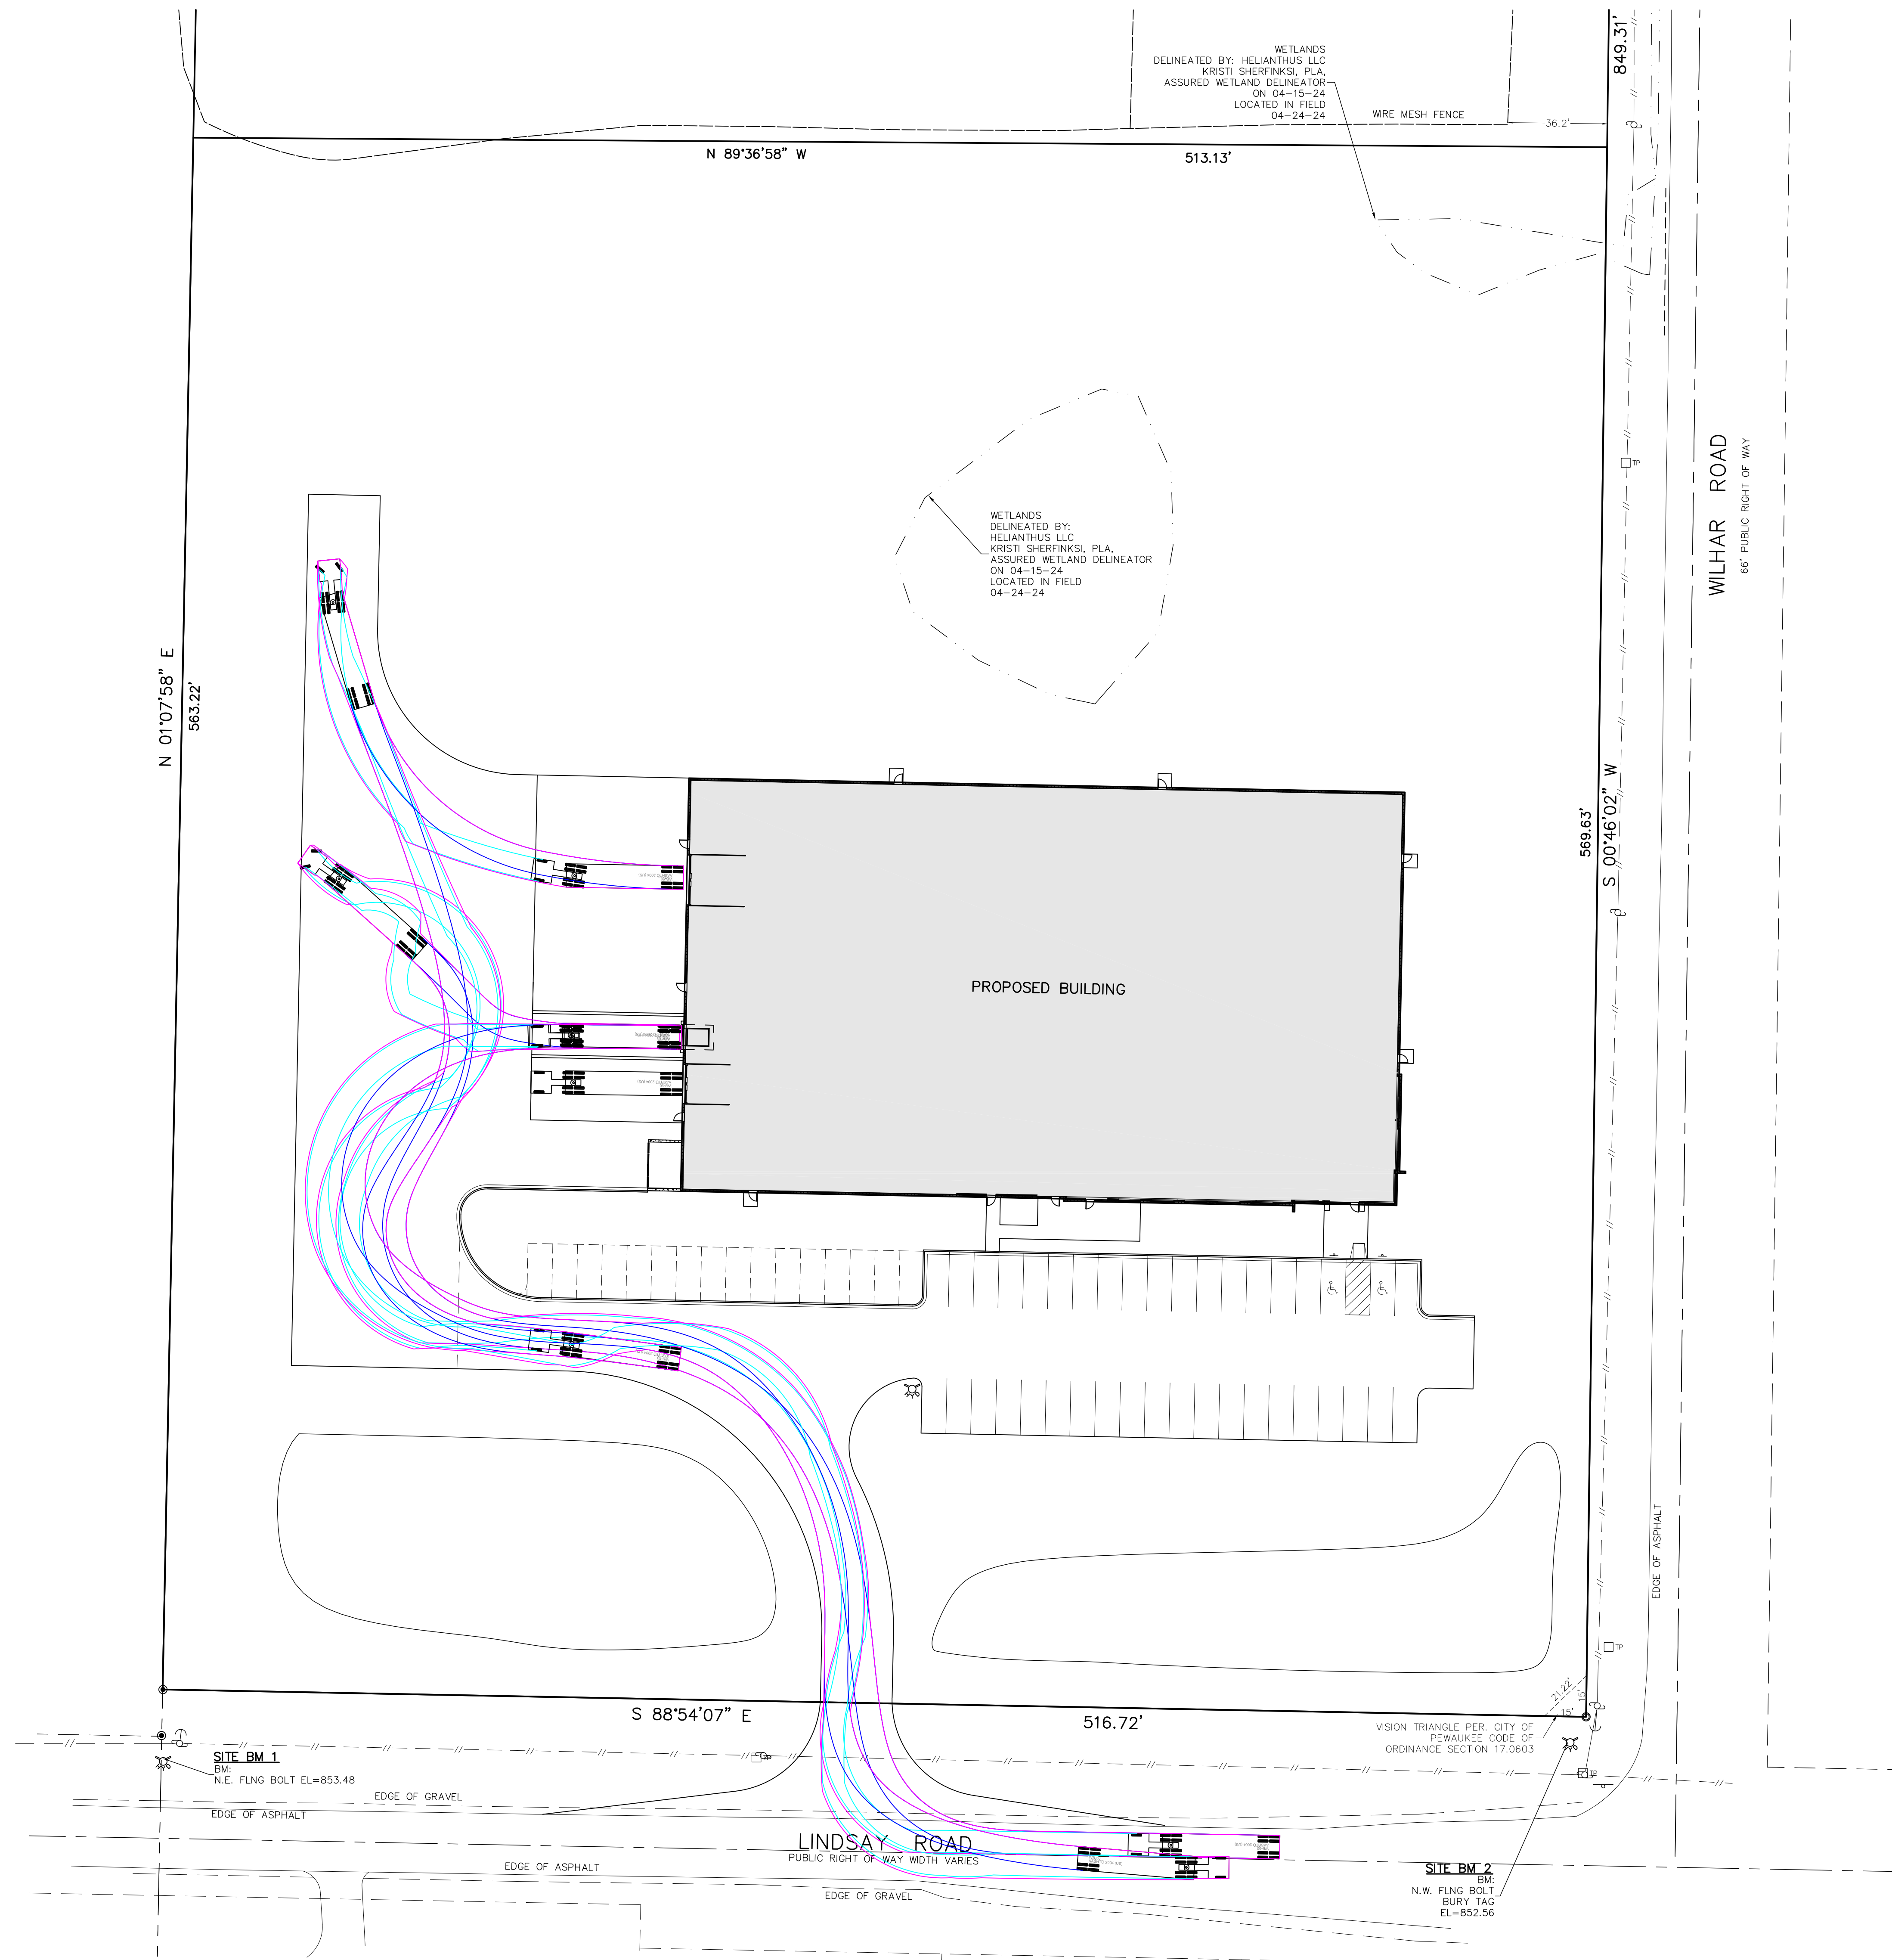 849.31'
WETLANDS
DELINEATED BY: HELIANTHUS LLC
KRISTI SHERFINKSI, PLA,
ASSURED WETLAND DELINEATOR
ON 04-15-24
LOCATED IN FIELD
04-24-24
WIRE MESH FENCE
36.2'
N 89°36'58" W
513.13'
TP
WILHAR ROAD
66' PUBLIC RIGHT OF WAY
WETLANDS
DELINEATED BY:
HELIANTHUS LLC
KRISTI SHERFINKSI, PLA,
ASSURED WETLAND DELINEATOR
ON 04-15-24
LOCATED IN FIELD
04-24-24
N 01°07'58" E
563.22'
569.63'
S 00°46'02" W
PROPOSED BUILDING
EDGE OF ASPHALT
TP
21.22'
15'
15'
S 88°54'07" E
516.72'
VISION TRIANGLE PER. CITY OF
PEWAUKEE CODE OF
ORDINANCE SECTION 17.0603
SITE BM 1
BM:
N.E. FLNG BOLT EL=853.48
TP
EDGE OF GRAVEL
EDGE OF ASPHALT
LINDSAY ROAD
PUBLIC RIGHT OF WAY WIDTH VARIES
EDGE OF ASPHALT
EDGE OF GRAVEL
SITE BM 2
BM:
N.W. FLNG BOLT
BURY TAG
EL=852.56